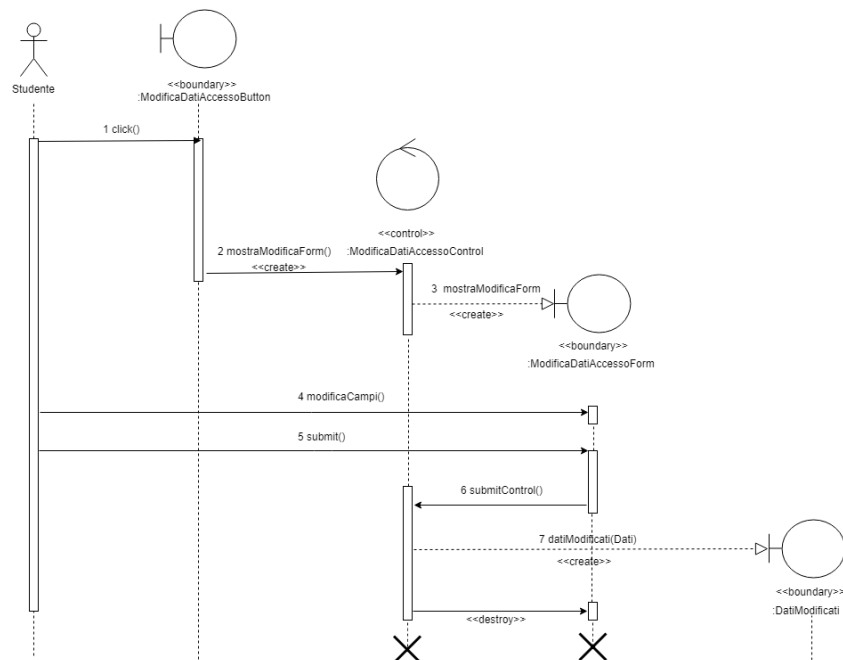 Studente
<<boundary>>
:ModificaDatiAccessoButton
1 click()
<<control>>
:ModificaDatiAccessoControl
2 mostraModificaForm()
<<create>>
3 mostraModificaForm
<<create>>
<<boundary>>
:ModificaDatiAccessoForm
4 modificaCampi()
5 submit()
6 submitControl()
7 datiModificati(Dati)
<<create>>
<<boundary>>
:DatiModificati
<<destroy>>